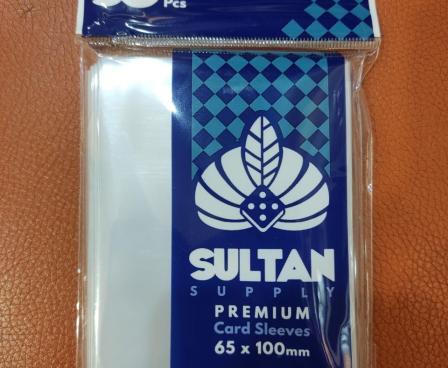 Pcs
SULTAN
SUPPLY
PREMIUM
Card Sleeves
65 x 100mm